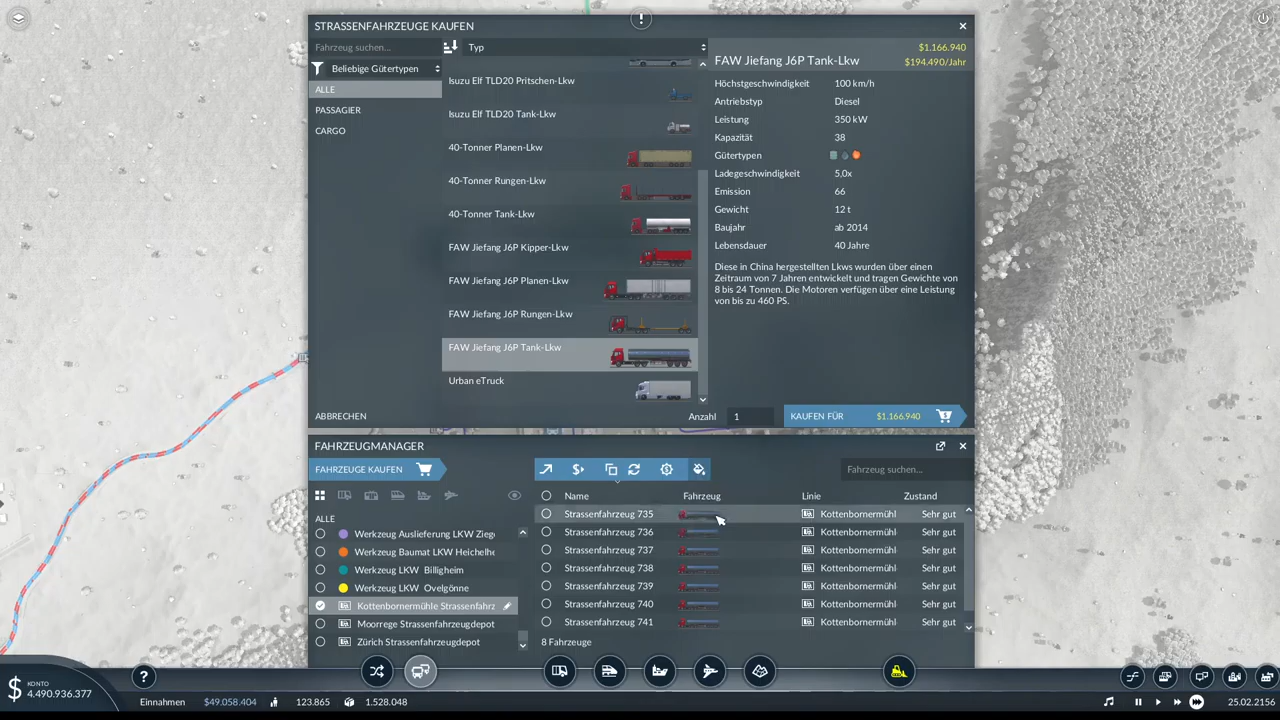 STRASSENFAHRZEUGE KAUFEN
Fahrzeug suchen...
Typ
$1.166.940
Beliebige Gütertypen
FAW Jiefang J6P Tank-Lkw
$194.490/Jahr
ALLE
PASSAGIER
CARGO
Isuzu Elf TLD20 Pritschen-Lkw
Isuzu Elf TLD20 Tank-Lkw
40-Tonner Planen-Lkw
40-Tonner Rungen-Lkw
40-Tonner Tank-Lkw
FAW Jiefang J6P Kipper-Lkw
FAW Jiefang J6P Planen-Lkw
FAW Jiefang J6P Rungen-Lkw
FAW Jiefang J6P Tank-Lkw
Urban eTruck
Höchstgeschwindigkeit 100 km/h
Antriebstyp Diesel
Leistung 350 kW
Kapazität 38
Gütertypen
Ladegeschwindigkeit 5,0x
Emission 66
Gewicht 12 t
Baujahr ab 2014
Lebensdauer 40 Jahre
Diese in China hergestellten Lkws wurden über einen
Zeitraum von 7 Jahren entwickelt und tragen Gewichte von
8 bis 24 Tonnen. Die Motoren verfügen über eine Leistung
von bis zu 460 PS.
ABBRECHEN
Anzahl 1
KAUFEN FÜR $1.166.940
FAHRZEUGMANAGER
FAHRZEUGE KAUFEN
Fahrzeug suchen...
Name Fahrzeug Linie Zustand
ALLE
Werkzeug Auslieferung LKW Zieg
Werkzeug Baumat LKW Heichelhe
Werkzeug LKW Billigheim
Werkzeug LKW Ovelgönne
Kottenbornermühle Strassenfahrz
Moorrege Strassenfahrzeugdepot
Zürich Strassenfahrzeugdepot
Strassenfahrzeug 735 Kottenbornermühl Sehr gut
Strassenfahrzeug 736 Kottenbornermühl Sehr gut
Strassenfahrzeug 737 Kottenbornermühl Sehr gut
Strassenfahrzeug 738 Kottenbornermühl Sehr gut
Strassenfahrzeug 739 Kottenbornermühl Sehr gut
Strassenfahrzeug 740 Kottenbornermühl Sehr gut
Strassenfahrzeug 741 Kottenbornermühl Sehr gut
8 Fahrzeuge
$ KONTO
4.490.936.377
?
Einnahmen $49.058.404 123.865 1.528.048
25.02.2156